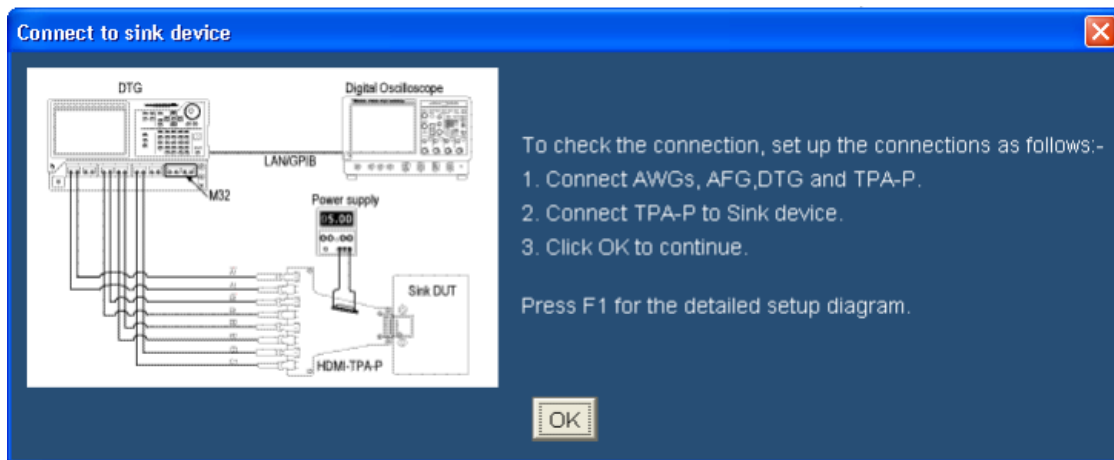 Connect to sink device
DTG
Digital Oscilloscope
LAN/GPIB
M32
Power supply
05.00
Sink DUT
HDMI-TPA-P
To check the connection, set up the connections as follows:-
1. Connect AWGs, AFG,DTG and TPA-P.
2. Connect TPA-P to Sink device.
3. Click OK to continue.
Press F1 for the detailed setup diagram.
OK